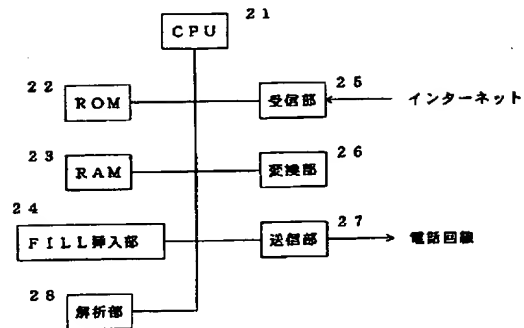 21
CPU
22
ROM
25
受信部
インターネット
23
RAM
26
変換部
24
FILL挿入部
27
送信部
電話回線
28
解析部